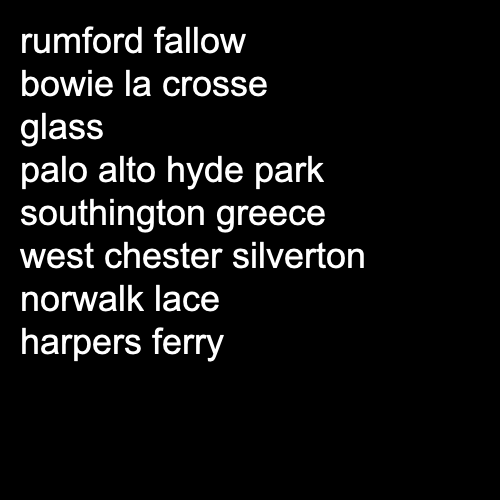 rumford fallow
bowie la crosse
glass
palo alto hyde park
southington greece
west chester silverton
norwalk lace
harpers ferry